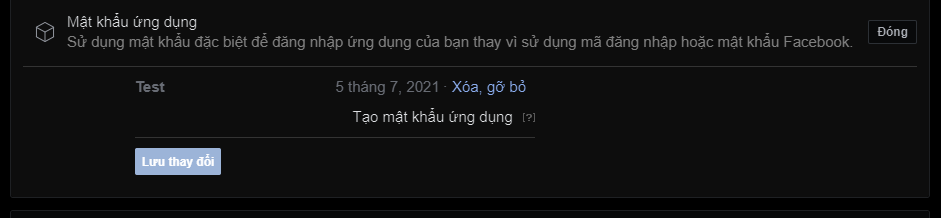 Mật khẩu ứng dụng
Sử dụng mật khẩu đặc biệt để đăng nhập ứng dụng của bạn thay vì sử dụng mã đăng nhập hoặc mật khẩu Facebook.
Đóng
Test 5 tháng 7, 2021 · Xóa, gỡ bỏ
Tạo mật khẩu ứng dụng [?]
Lưu thay đổi